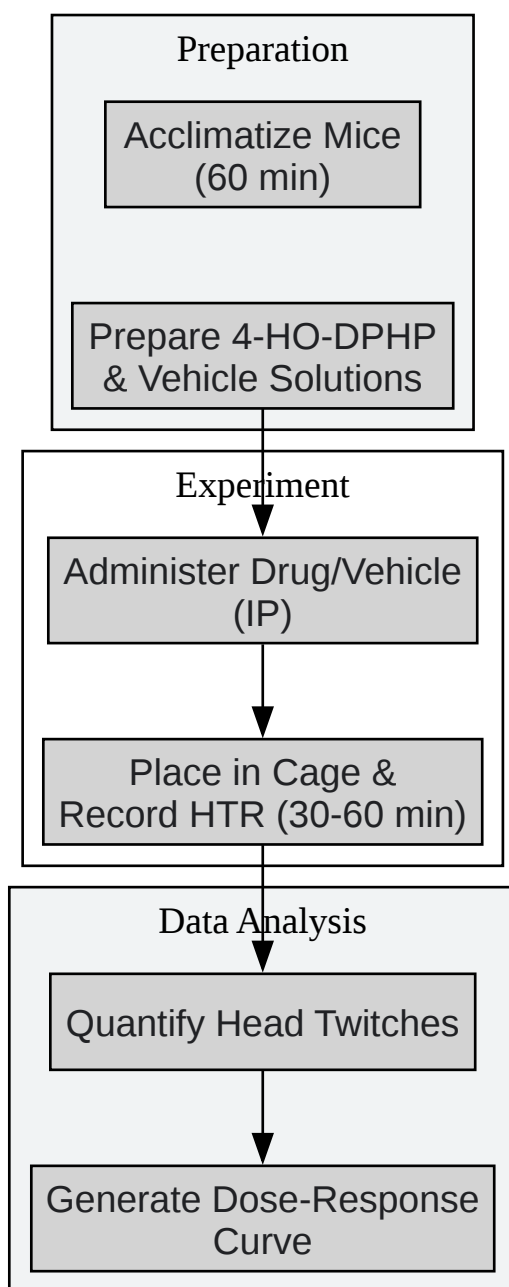 Preparation
Acclimatize Mice
(60 min)
Prepare 4-HO-DPHP
& Vehicle Solutions
Experiment
Administer Drug/Vehicle
(IP)
Place in Cage &
Record HTR (30-60 min)
Data Analysis
Quantify Head Twitches
Generate Dose-Response
Curve